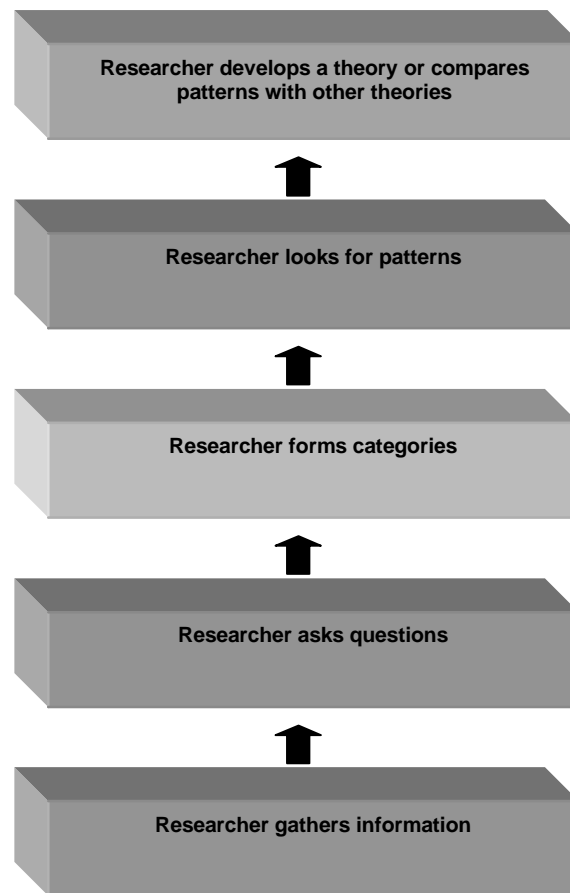 Researcher develops a theory or compares
patterns with other theories
Researcher looks for patterns
Researcher forms categories
Researcher asks questions
Researcher gathers information